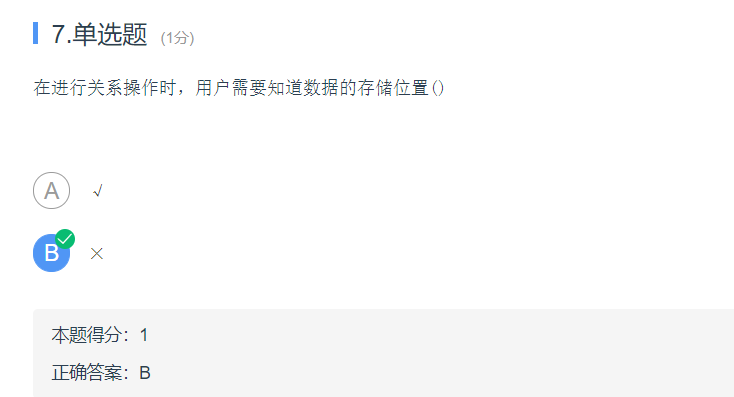 7.单选题 (1分)
在进行关系操作时，用户需要知道数据的存储位置()
A √
B ×
本题得分：1
正确答案：B